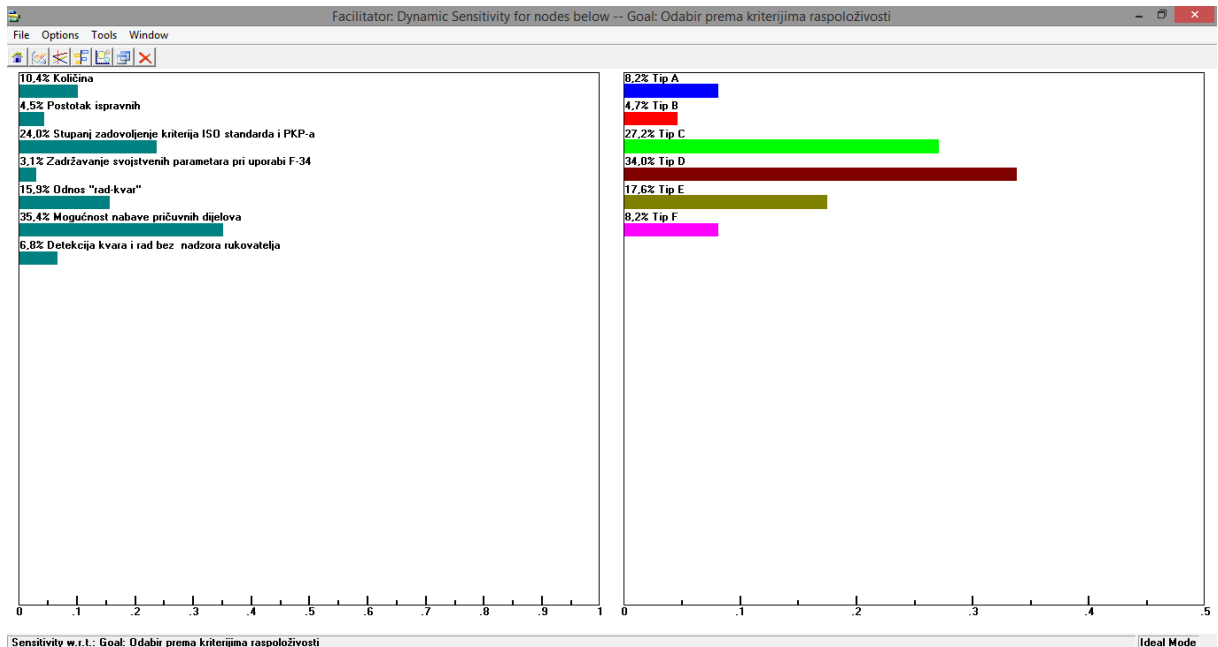 Facilitator: Dynamic Sensitivity for nodes below -- Goal: Odabir prema kriterijima raspoloživosti
File Options Tools Window
10,4% Količina
4,5% Postotak ispravnih
24,0% Stupanj zadovoljenje kriterija ISO standarda i PKP-a
3,1% Zadržavanje svojstvenih parametara pri uporabi F-34
15,9% Odnos "rad-kvar"
35,4% Mogućnost nabave pričuvnih dijelova
6,8% Detekcija kvara i rad bez nadzora rukovatelja
0 .1 .2 .3 .4 .5 .6 .7 .8 .9 1
8,2% Tip A
4,7% Tip B
27,2% Tip C
34,0% Tip D
17,6% Tip E
8,2% Tip F
0 .1 .2 .3 .4 .5
Sensitivity w.r.t.: Goal: Odabir prema kriterijima raspoloživosti
Ideal Mode